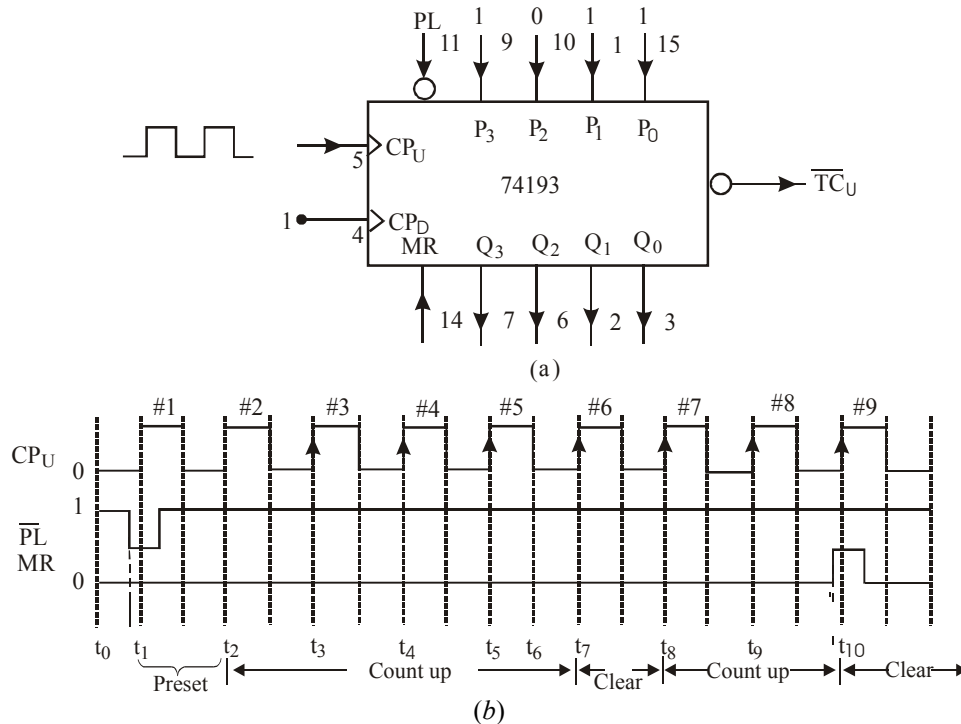 PL 1 0 1 1
11 9 10 1 15
P3 P2 P1 P0
5 CPU
74193
TCU
1
4 CPD
MR Q3 Q2 Q1 Q0
14 7 6 2 3
(a)
#1 #2 #3 #4 #5 #6 #7 #8 #9
CPU
0
1
PL
MR
0
t0 t1 t2 t3 t4 t5 t6 t7 t8 t9 t10
Preset Count up Clear Count up Clear
(b)